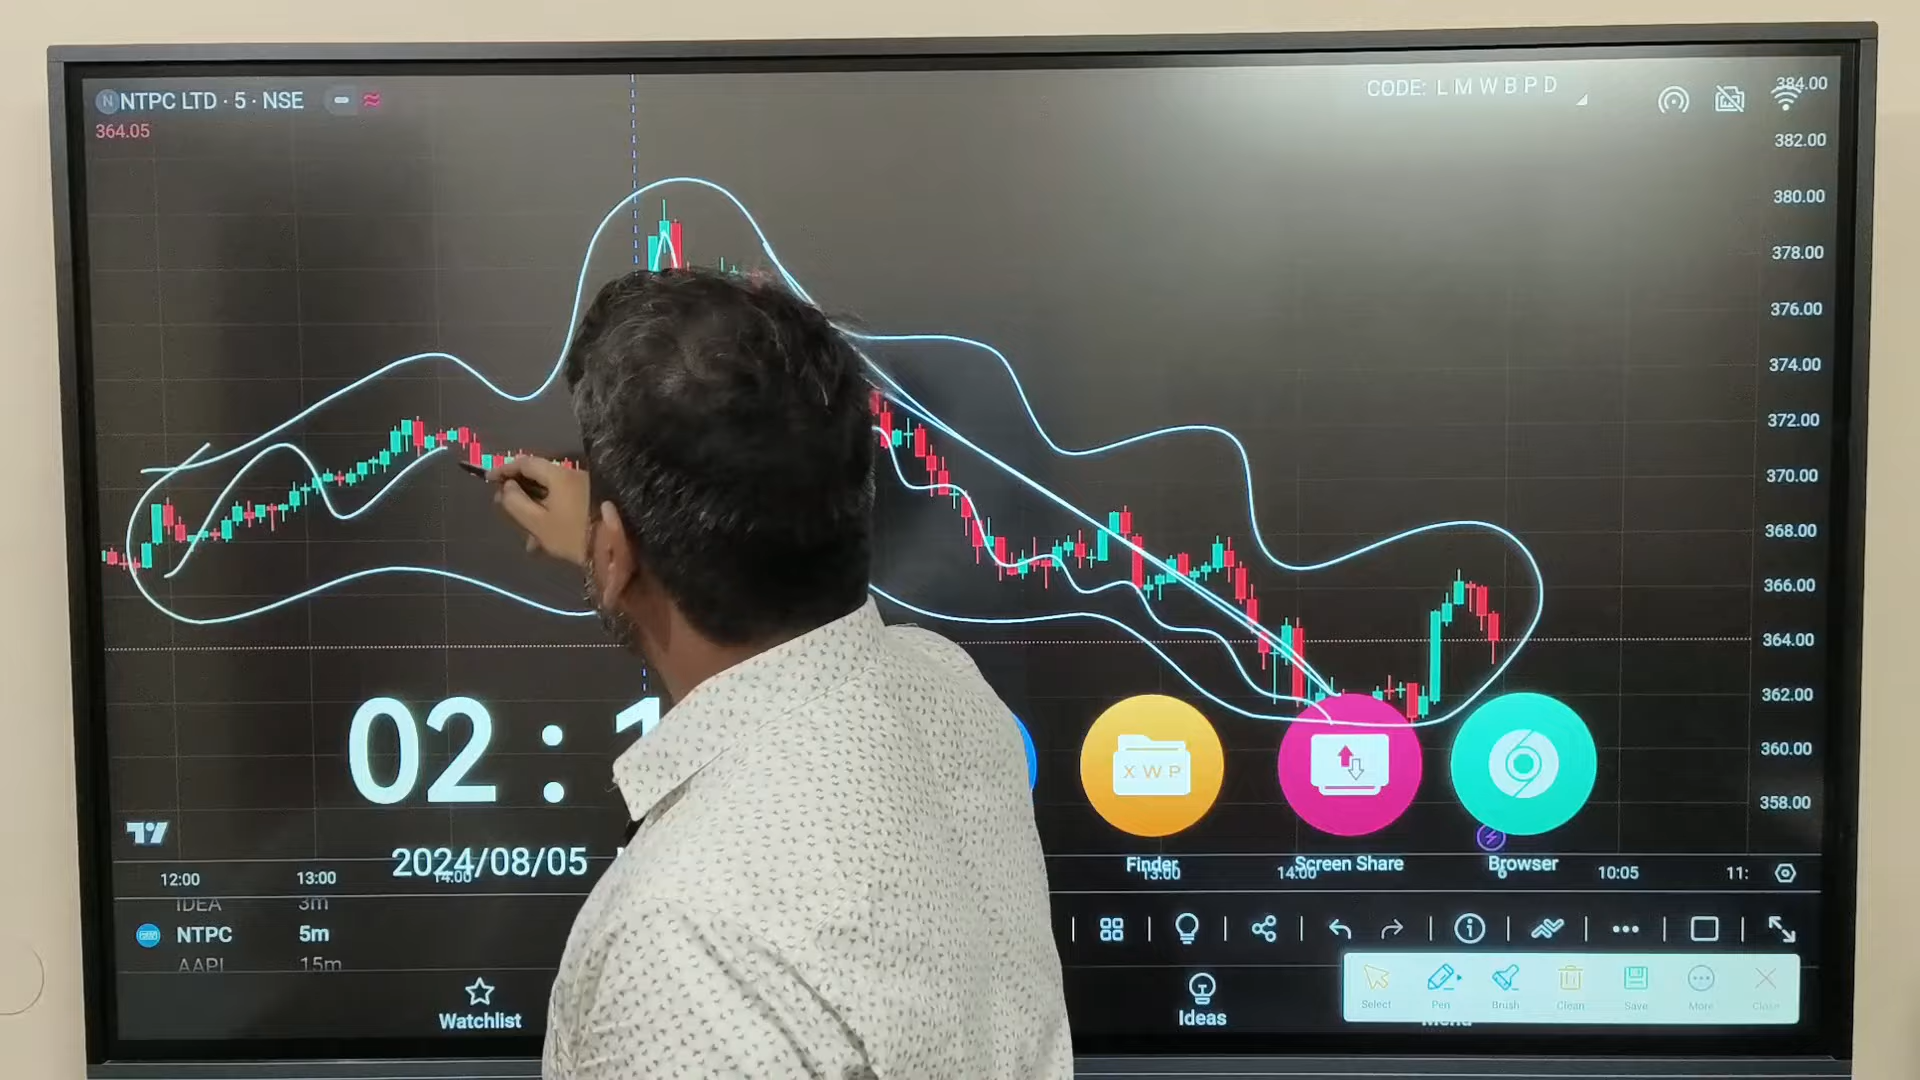 NTPC LTD · 5 · NSE
CODE: L M W B P D
364.05
384.00
382.00
380.00
378.00
376.00
374.00
372.00
370.00
368.00
366.00
364.00
362.00
360.00
358.00
02 : 1
2024/08/05
X W P
Finder
Screen Share
Browser
12:00
13:00
14:00
13:00
14:00
6
10:05
11:
IDEA 3m
NTPC 5m
AAPL 15m
Select
Pen
Brush
Clean
Save
More
Close
Watchlist
Ideas
Menu